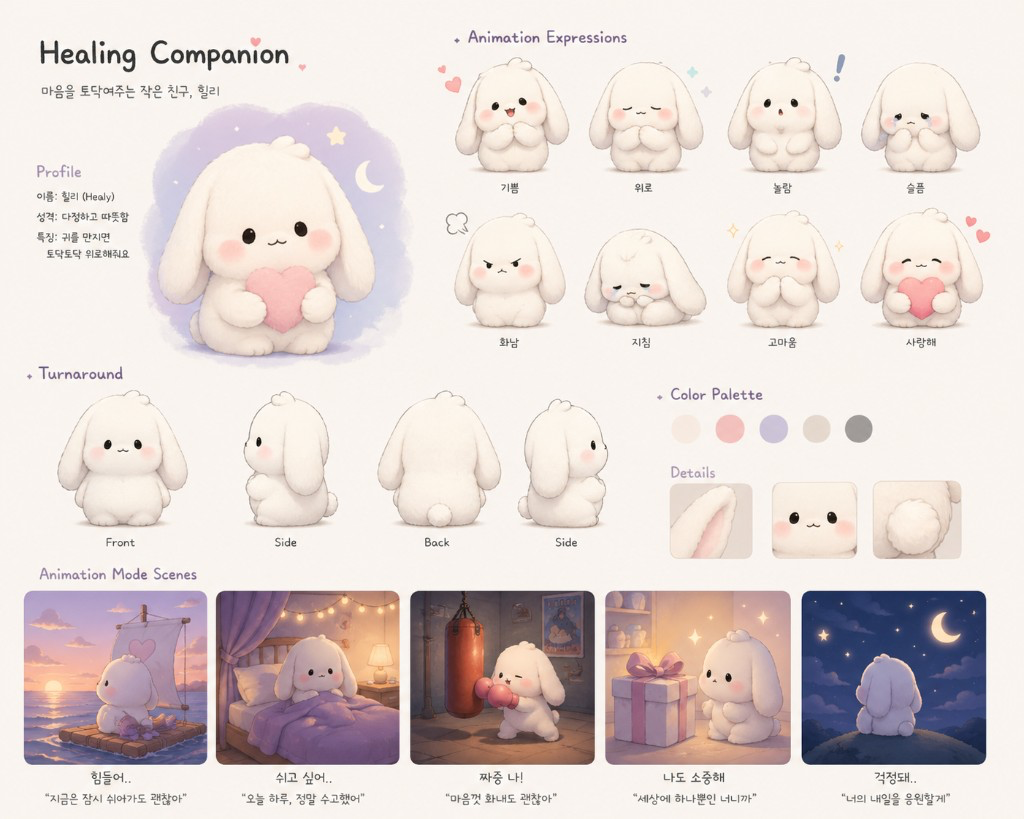 Healing Companion
마음을 토닥여주는 작은 친구, 힐리
Profile
이름: 힐리 (Healy)
성격: 다정하고 따뜻함
특징: 귀를 만지면
토닥토닥 위로해줘요
Animation Expressions
기쁨
위로
놀람
슬픔
화남
지침
고마움
사랑해
Turnaround
Front
Side
Back
Side
Color Palette
Details
Animation Mode Scenes
힘들어..
"지금은 잠시 쉬어가도 괜찮아"
쉬고 싶어..
"오늘 하루, 정말 수고했어"
짜증 나!
"마음껏 화내도 괜찮아"
나도 소중해
"세상에 하나뿐인 너니까"
걱정돼..
"너의 내일을 응원할게"